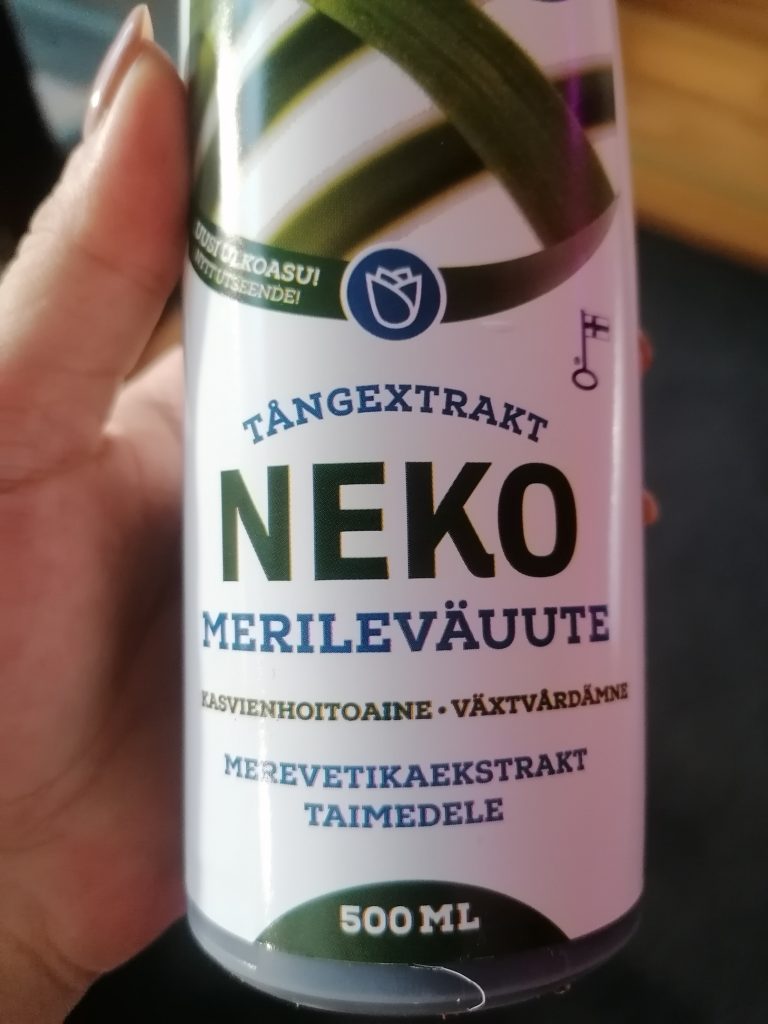 UUSI ULKOASU!
NYTT UTSEENDE!
TÅNGEXTRAKT
NEKO
MERILEVÄUUTE
KASVIENHOITOAINE • VÄXTVÅRDÄMNE
MEREVETIKAEKSTRAKT
TAIMEDELE
500 ML